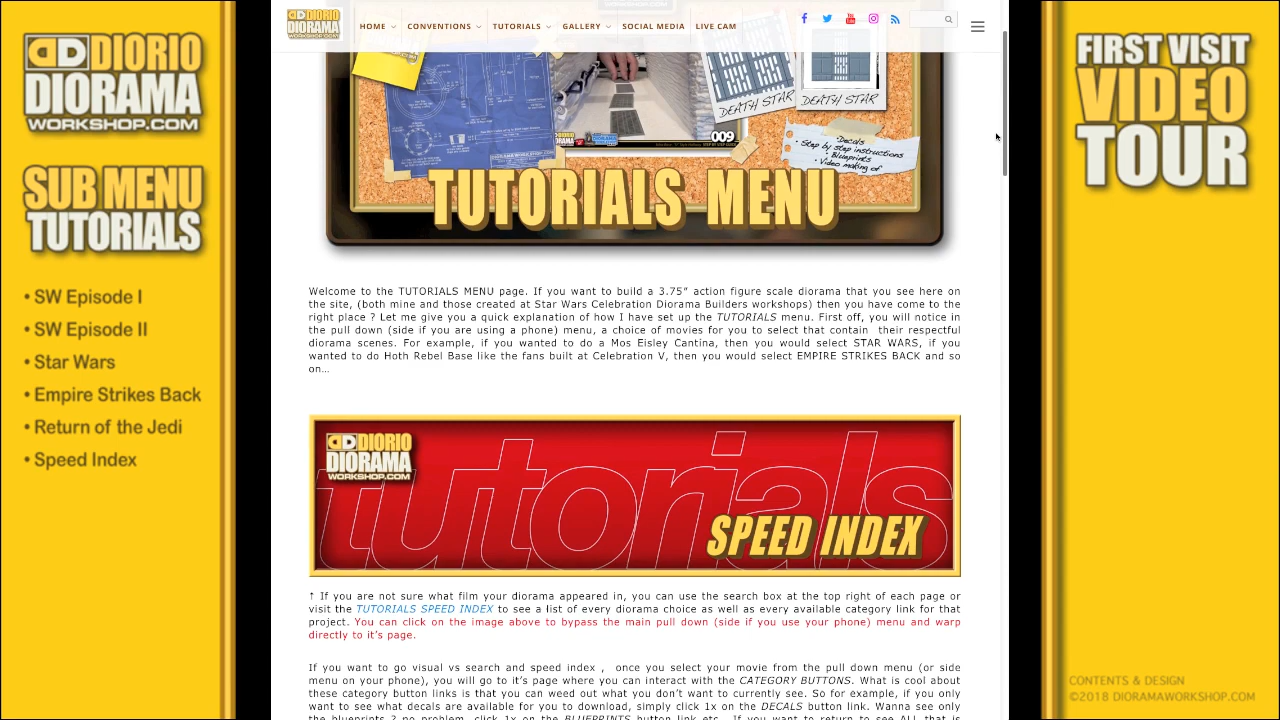 DIORIO
DIORAMA
WORKSHOP.COM
SUB MENU
TUTORIALS
• SW Episode I
• SW Episode II
• Star Wars
• Empire Strikes Back
• Return of the Jedi
• Speed Index
DIORIO
DIORAMA
WORKSHOP.COM
HOME CONVENTIONS TUTORIALS GALLERY SOCIAL MEDIA LIVE CAM
DEATH STAR
DEATH STAR
009
Decals
• Step by step instructions
Blueprints
• Video making of
TUTORIALS MENU
Welcome to the TUTORIALS MENU page. If you want to build a 3.75” action figure scale diorama that you see here on
the site, (both mine and those created at Star Wars Celebration Diorama Builders workshops) then you have come to the
right place ? Let me give you a quick explanation of how I have set up the TUTORIALS menu. First off, you will notice in
the pull down (side if you are using a phone) menu, a choice of movies for you to select that contain their respectful
diorama scenes. For example, if you wanted to do a Mos Eisley Cantina, then you would select STAR WARS, if you
wanted to do Hoth Rebel Base like the fans built at Celebration V, then you would select EMPIRE STRIKES BACK and so
on…
DIORIO
DIORAMA
WORKSHOP.COM
tutorials
SPEED INDEX
↑ If you are not sure what film your diorama appeared in, you can use the search box at the top right of each page or
visit the TUTORIALS SPEED INDEX to see a list of every diorama choice as well as every available category link for that
project. You can click on the image above to bypass the main pull down (side if you use your phone) menu and warp
directly to it’s page.
If you want to go visual vs search and speed index , once you select your movie from the pull down menu (or side
menu on your phone), you will go to it’s page where you can interact with the CATEGORY BUTTONS. What is cool about
these category button links is that you can weed out what you don’t want to currently see. So for example, if you only
want to see what decals are available for you to download, simply click 1x on the DECALS button link. Wanna see only
the blueprints ? no problem, click 1x on the BLUEPRINTS button link etc.. If you want to return to see ALL that is
FIRST VISIT
VIDEO
TOUR
CONTENTS & DESIGN
©2018 DIORAMAWORKSHOP.COM